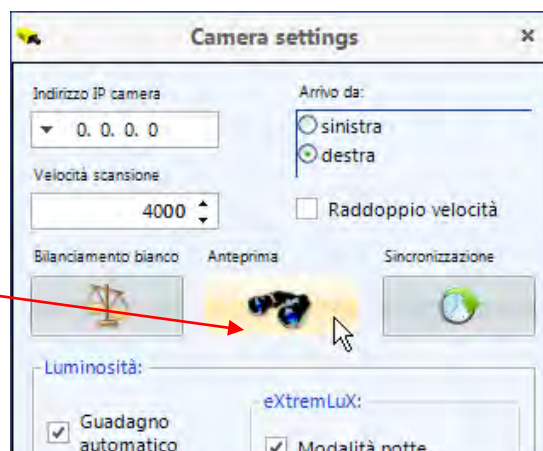 Camera settings
Indirizzo IP camera
0. 0. 0. 0
Arrivo da:
sinistra
destra
Velocità scansione
4000
Raddoppio velocità
Bilanciamento bianco
Anteprima
Sincronizzazione
Luminosità:
Guadagno
automatico
eXtremLuX:
Modalità notte